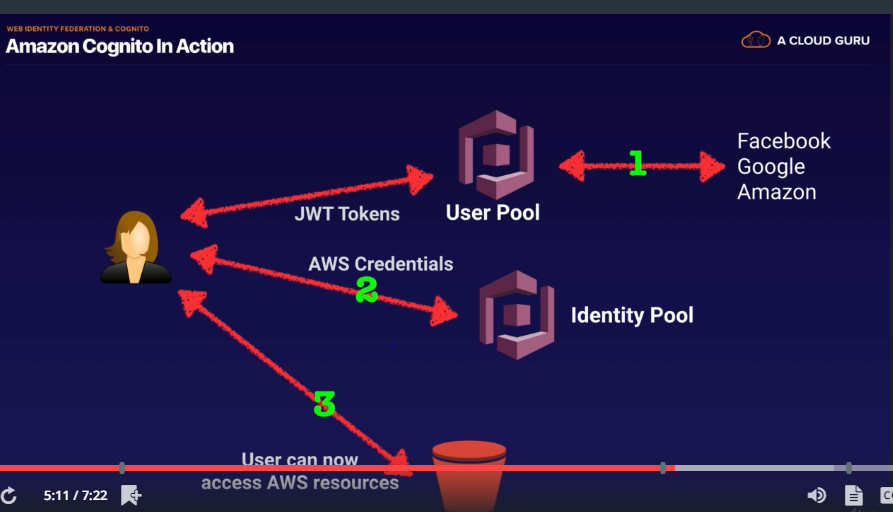 WEB IDENTITY FEDERATION & COGNITO
Amazon Cognito In Action
A CLOUD GURU
Facebook
Google
Amazon
1
JWT Tokens
User Pool
AWS Credentials
2
Identity Pool
3
User can now
access AWS resources
5:11 / 7:22